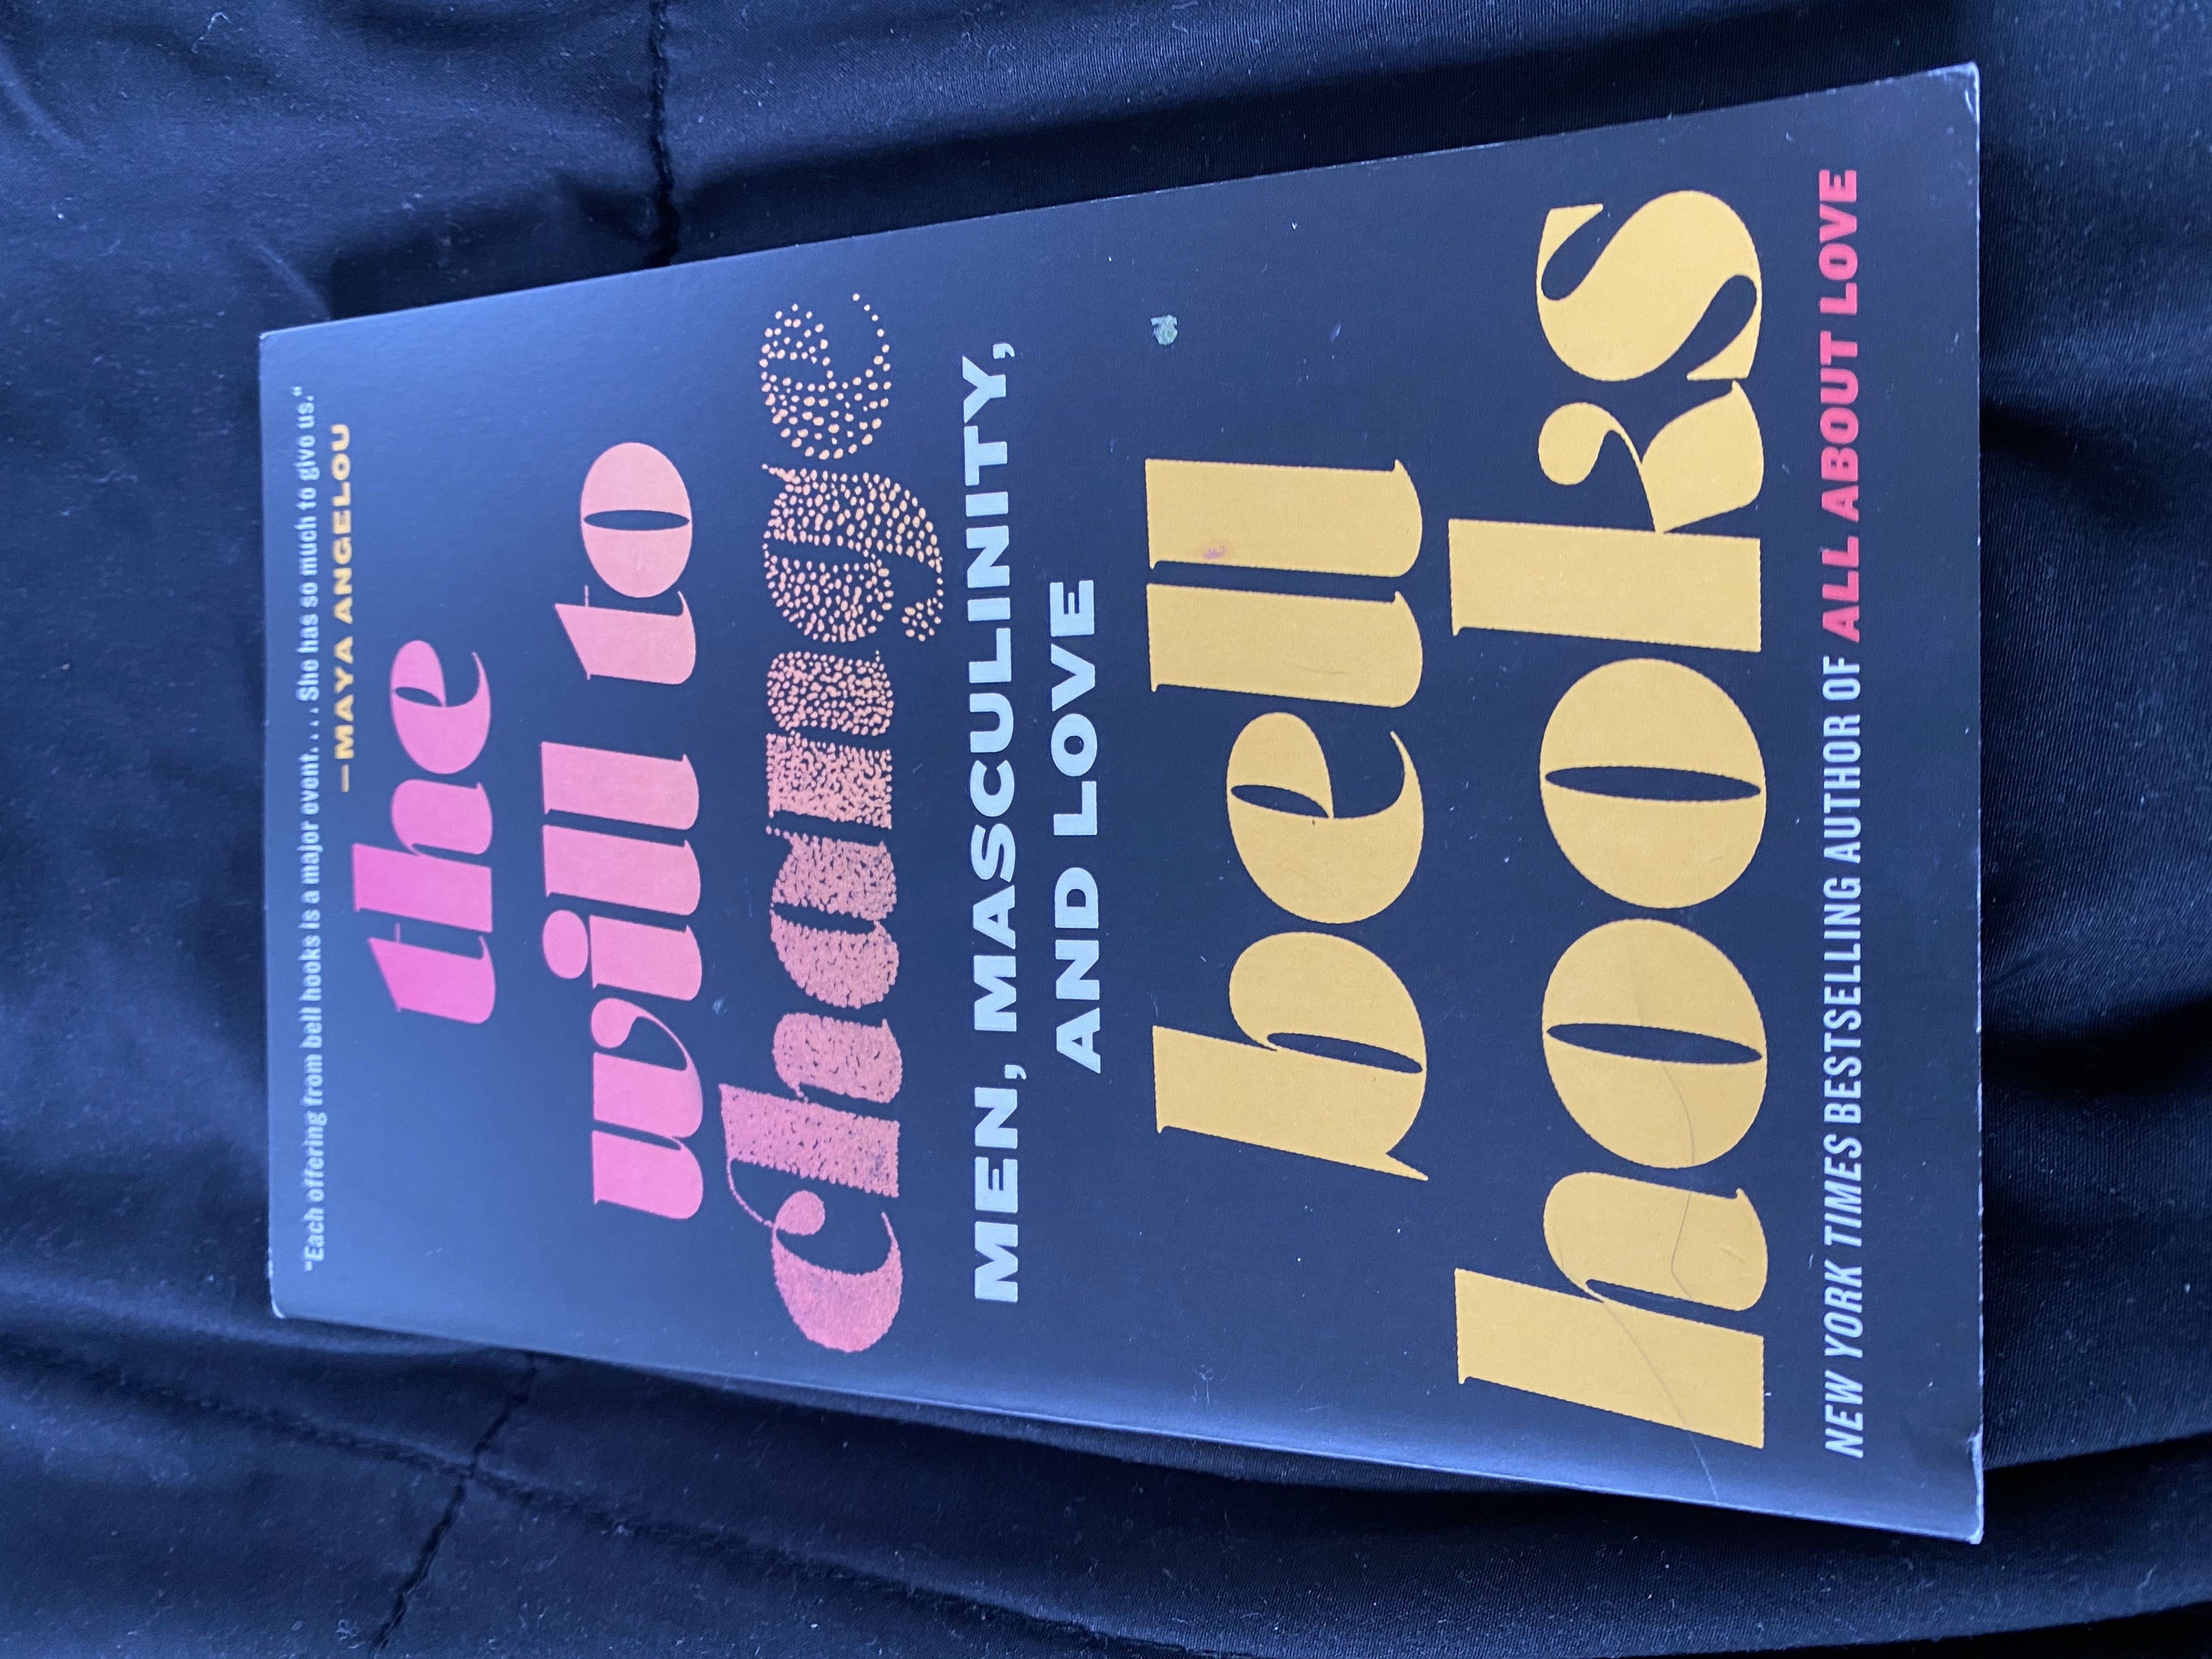 "Each offering from bell hooks is a major event. . . . She has so much to give us."
—MAYA ANGELOU
the
will to
change
MEN, MASCULINITY,
AND LOVE
bell
hooks
NEW YORK TIMES BESTSELLING AUTHOR OF ALL ABOUT LOVE